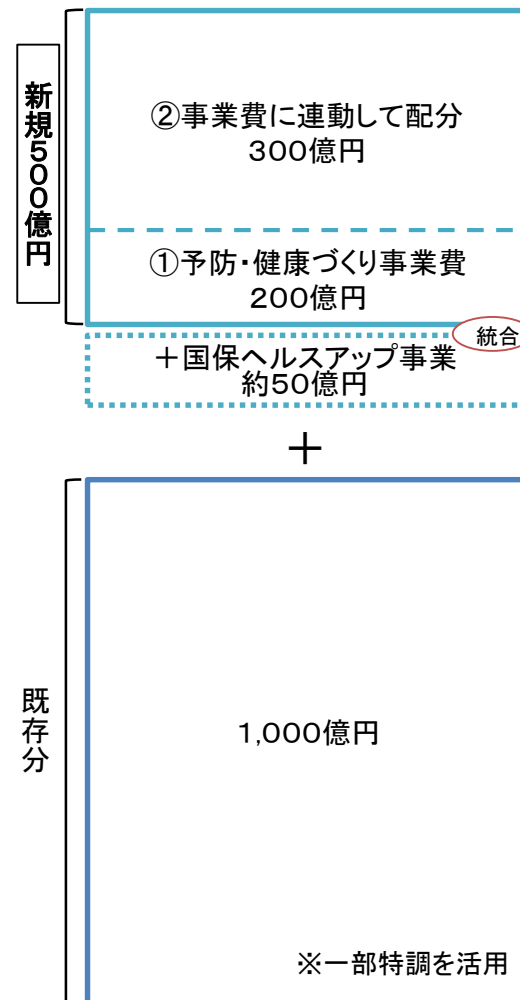 新規500億円
②事業費に連動して配分
300億円
①予防・健康づくり事業費
200億円
統合
＋国保ヘルスアップ事業
約50億円
＋
既存分
1,000億円
※一部特調を活用